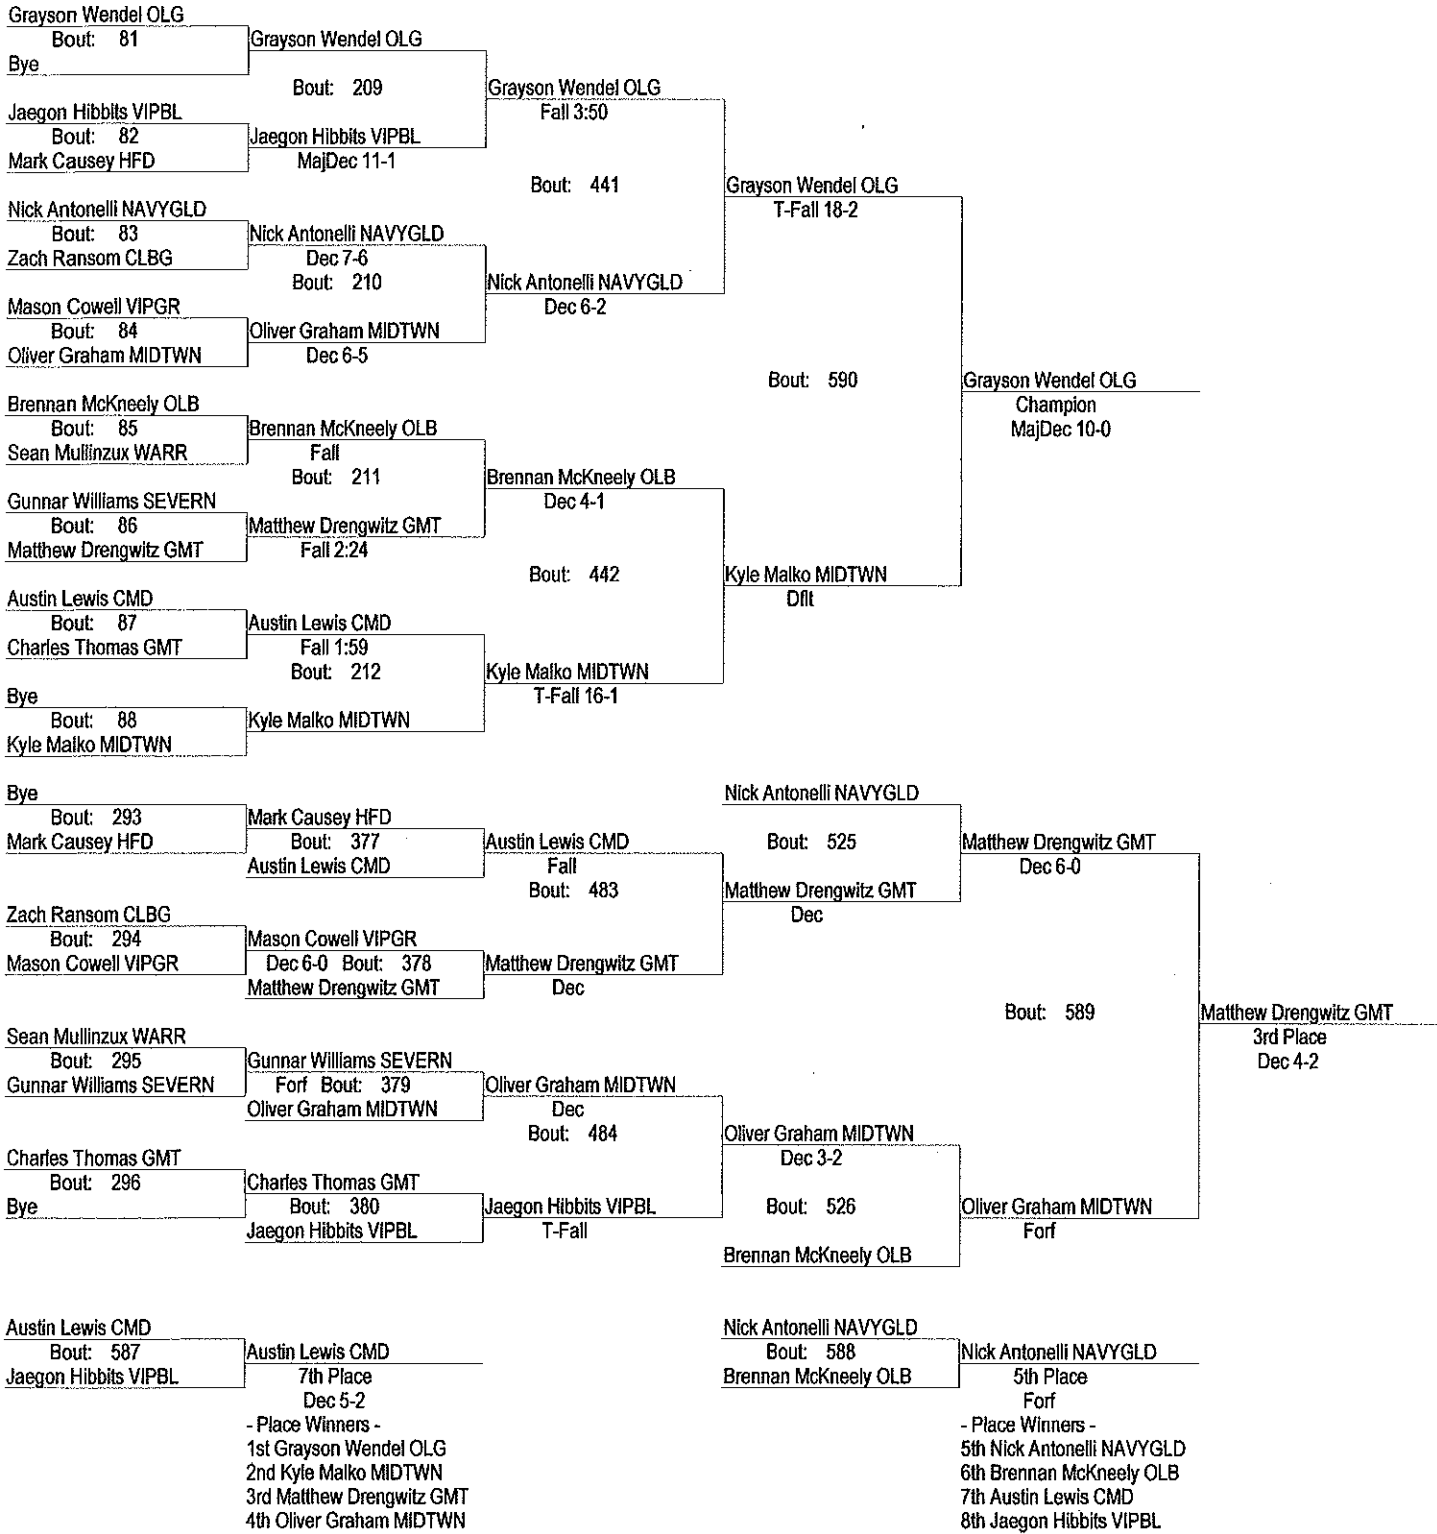 Grayson Wendel OLG
Bout: 81
Bye
Grayson Wendel OLG
Bout: 209
Jaegon Hibbits VIPBL
Bout: 82
Mark Causey HFD
Jaegon Hibbits VIPBL
MajDec 11-1
Grayson Wendel OLG
Fall 3:50
Bout: 441
Nick Antonelli NAVYGLD
Bout: 83
Zach Ransom CLBG
Nick Antonelli NAVYGLD
Dec 7-6
Bout: 210
Mason Cowell VIPGR
Bout: 84
Oliver Graham MIDTWN
Oliver Graham MIDTWN
Dec 6-5
Nick Antonelli NAVYGLD
Dec 6-2
Grayson Wendel OLG
T-Fall 18-2
Bout: 590
Brennan McKneely OLB
Bout: 85
Sean Mullinzux WARR
Brennan McKneely OLB
Fall
Bout: 211
Gunnar Williams SEVERN
Bout: 86
Matthew Drengwitz GMT
Matthew Drengwitz GMT
Fall 2:24
Brennan McKneely OLB
Dec 4-1
Bout: 442
Austin Lewis CMD
Bout: 87
Charles Thomas GMT
Austin Lewis CMD
Fall 1:59
Bout: 212
Bye
Bout: 88
Kyle Malko MIDTWN
Kyle Malko MIDTWN
Kyle Malko MIDTWN
T-Fall 16-1
Kyle Malko MIDTWN
Dflt
Grayson Wendel OLG
Champion
MajDec 10-0
Bye
Bout: 293
Mark Causey HFD
Mark Causey HFD
Bout: 377
Austin Lewis CMD
Austin Lewis CMD
Fall
Bout: 483
Zach Ransom CLBG
Bout: 294
Mason Cowell VIPGR
Mason Cowell VIPGR
Dec 6-0 Bout: 378
Matthew Drengwitz GMT
Matthew Drengwitz GMT
Dec
Nick Antonelli NAVYGLD
Bout: 525
Matthew Drengwitz GMT
Dec
Matthew Drengwitz GMT
Dec 6-0
Bout: 589
Sean Mullinzux WARR
Bout: 295
Gunnar Williams SEVERN
Gunnar Williams SEVERN
Forf Bout: 379
Oliver Graham MIDTWN
Oliver Graham MIDTWN
Dec
Bout: 484
Charles Thomas GMT
Bout: 296
Bye
Charles Thomas GMT
Bout: 380
Jaegon Hibbits VIPBL
Jaegon Hibbits VIPBL
T-Fall
Oliver Graham MIDTWN
Dec 3-2
Bout: 526
Brennan McKneely OLB
Oliver Graham MIDTWN
Forf
Matthew Drengwitz GMT
3rd Place
Dec 4-2
Austin Lewis CMD
Bout: 587
Jaegon Hibbits VIPBL
Austin Lewis CMD
7th Place
Dec 5-2
- Place Winners -
1st Grayson Wendel OLG
2nd Kyle Malko MIDTWN
3rd Matthew Drengwitz GMT
4th Oliver Graham MIDTWN
Nick Antonelli NAVYGLD
Bout: 588
Brennan McKneely OLB
Nick Antonelli NAVYGLD
5th Place
Forf
- Place Winners -
5th Nick Antonelli NAVYGLD
6th Brennan McKneely OLB
7th Austin Lewis CMD
8th Jaegon Hibbits VIPBL